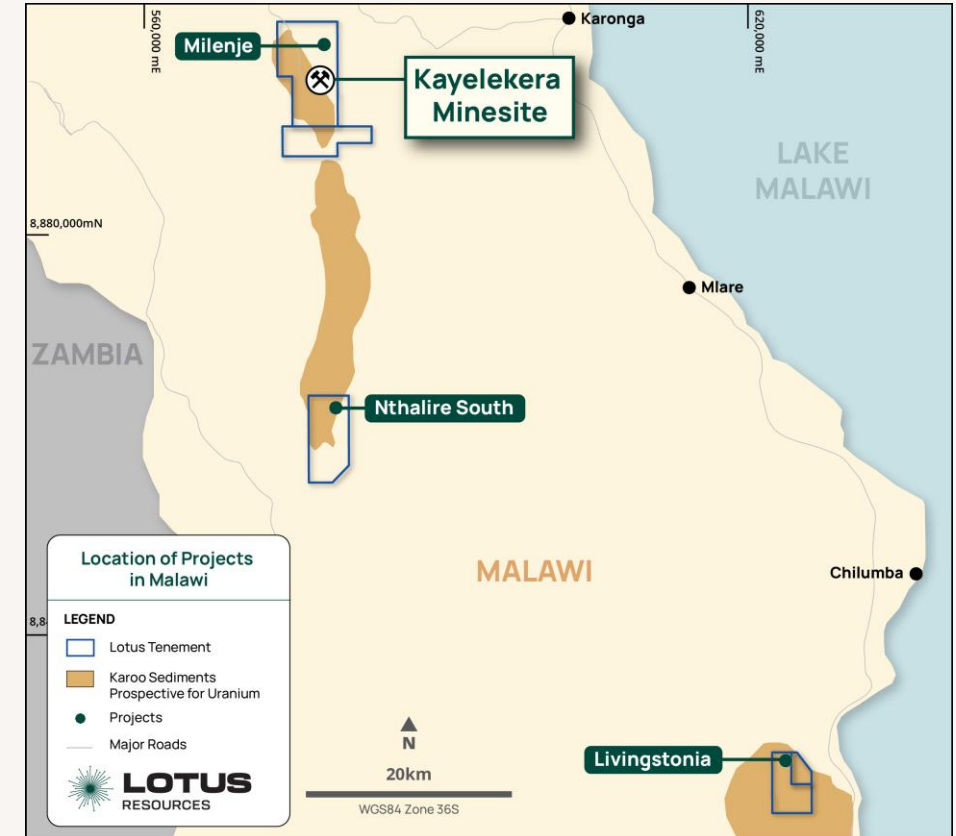 560,000 mE
620,000 mE
Karonga
Milenje
Kayelekera
Minesite
LAKE
MALAWI
8,880,000mN
Mlare
ZAMBIA
Nthalire South
MALAWI
Chilumba
Location of Projects
in Malawi
LEGEND
8,8
Lotus Tenement
Karoo Sediments
Prospective for Uranium
Projects
Major Roads
LOTUS
RESOURCES
N
20km
WGS84 Zone 36S
Livingstonia